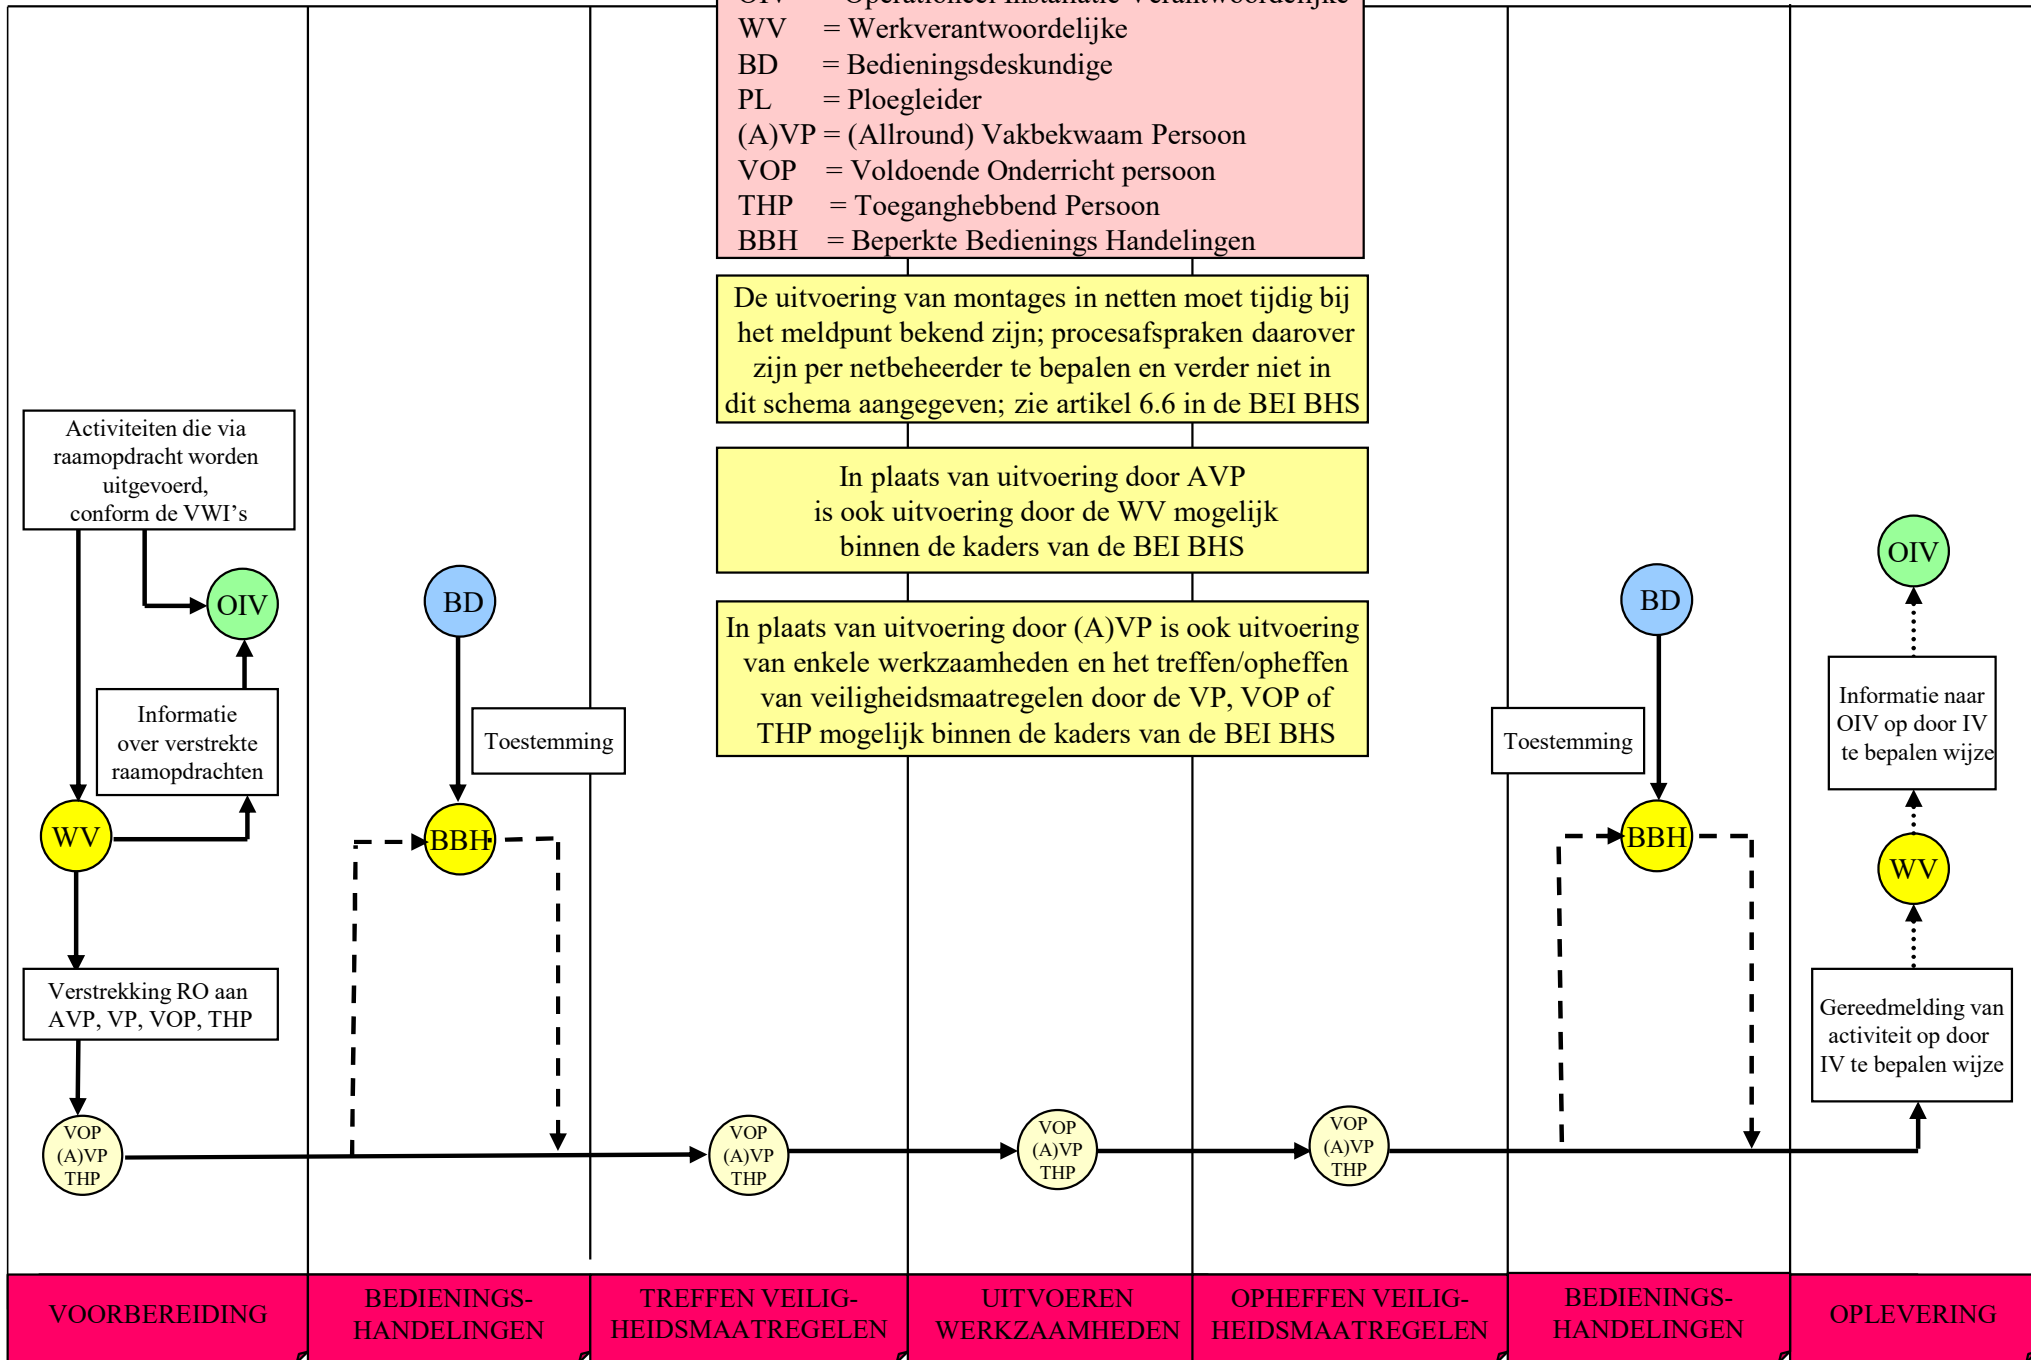 OIV = Operationeel Installatie Verantwoordelijke
WV = Werkverantwoordelijke
BD = Bedieningsdeskundige
PL = Ploegleider
(A)VP = (Allround) Vakbekwaam Persoon
VOP = Voldoende Onderricht persoon
THP = Toeganghebbend Persoon
BBH = Beperkte Bedienings Handelingen
De uitvoering van montages in netten moet tijdig bij
het meldpunt bekend zijn; procesafspraken daarover
zijn per netbeheerder te bepalen en verder niet in
dit schema aangegeven; zie artikel 6.6 in de BEI BHS
In plaats van uitvoering door AVP
is ook uitvoering door de WV mogelijk
binnen de kaders van de BEI BHS
In plaats van uitvoering door (A)VP is ook uitvoering
van enkele werkzaamheden en het treffen/opheffen
van veiligheidsmaatregelen door de VP, VOP of
THP mogelijk binnen de kaders van de BEI BHS
Activiteiten die via
raamopdracht worden
uitgevoerd,
conform de VWI's
OIV
Informatie
over verstrekte
raamopdrachten
WV
Verstrekking RO aan
AVP, VP, VOP, THP
VOP
(A)VP
THP
BD
Toestemming
BBH
VOP
(A)VP
THP
VOP
(A)VP
THP
VOP
(A)VP
THP
BD
Toestemming
BBH
OIV
Informatie naar
OIV op door IV
te bepalen wijze
WV
Gereedmelding van
activiteit op door
IV te bepalen wijze
VOORBEREIDING
BEDIENINGS-
HANDELINGEN
TREFFEN VEILIG-
HEIDSMAATREGELEN
UITVOEREN
WERKZAAMHEDEN
OPHEFFEN VEILIG-
HEIDSMAATREGELEN
BEDIENINGS-
HANDELINGEN
OPLEVERING